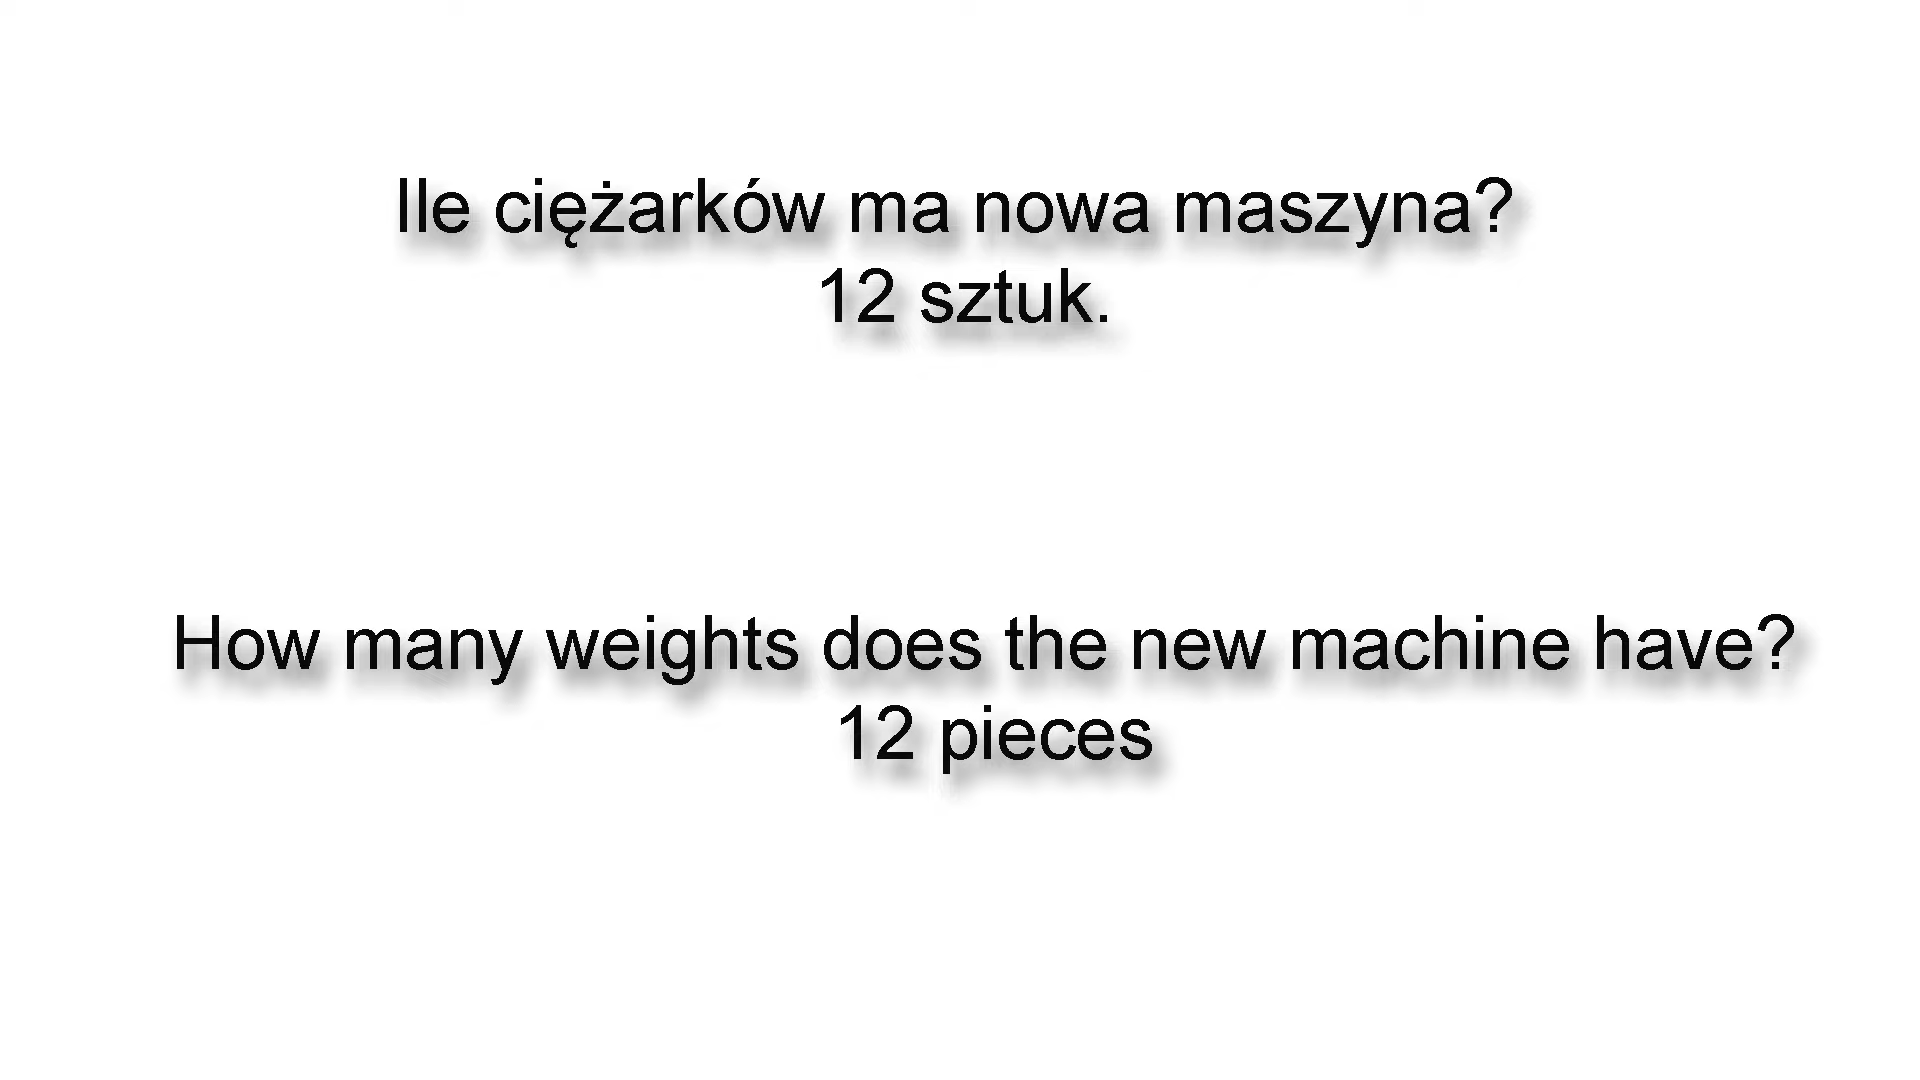 Ile ciężarków ma nowa maszyna?
12 sztuk.
How many weights does the new machine have?
12 pieces